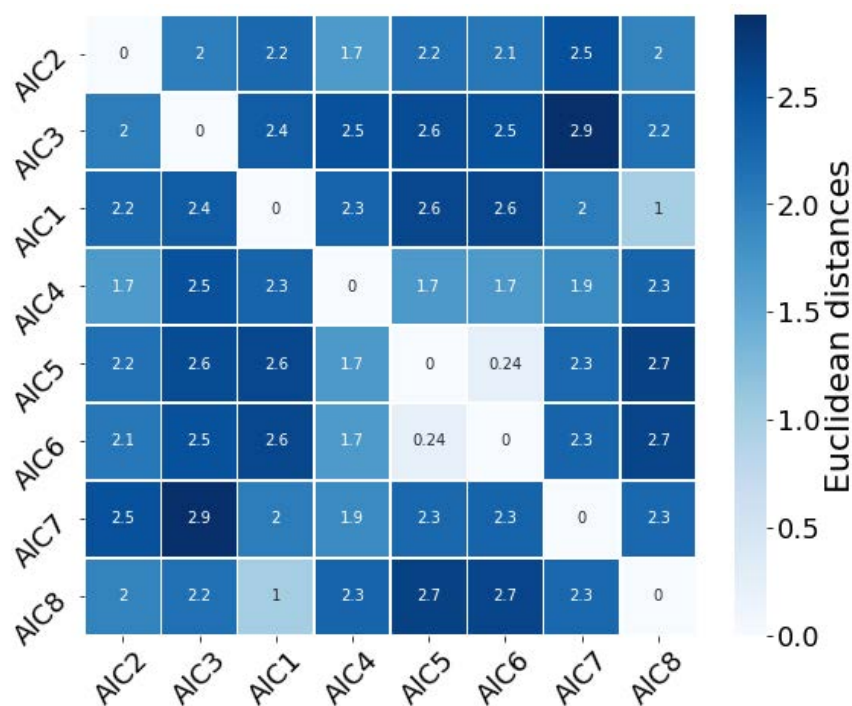 AIC2 0 2 2.2 1.7 2.2 2.1 2.5 2
AIC3 2 0 2.4 2.5 2.6 2.5 2.9 2.2
AIC1 2.2 2.4 0 2.3 2.6 2.6 2 1
AIC4 1.7 2.5 2.3 0 1.7 1.7 1.9 2.3
AIC5 2.2 2.6 2.6 1.7 0 0.24 2.3 2.7
AIC6 2.1 2.5 2.6 1.7 0.24 0 2.3 2.7
AIC7 2.5 2.9 2 1.9 2.3 2.3 0 2.3
AIC8 2 2.2 1 2.3 2.7 2.7 2.3 0
AIC2 AIC3 AIC1 AIC4 AIC5 AIC6 AIC7 AIC8
2.5
2.0
1.5
1.0
0.5
0.0
Euclidean distances